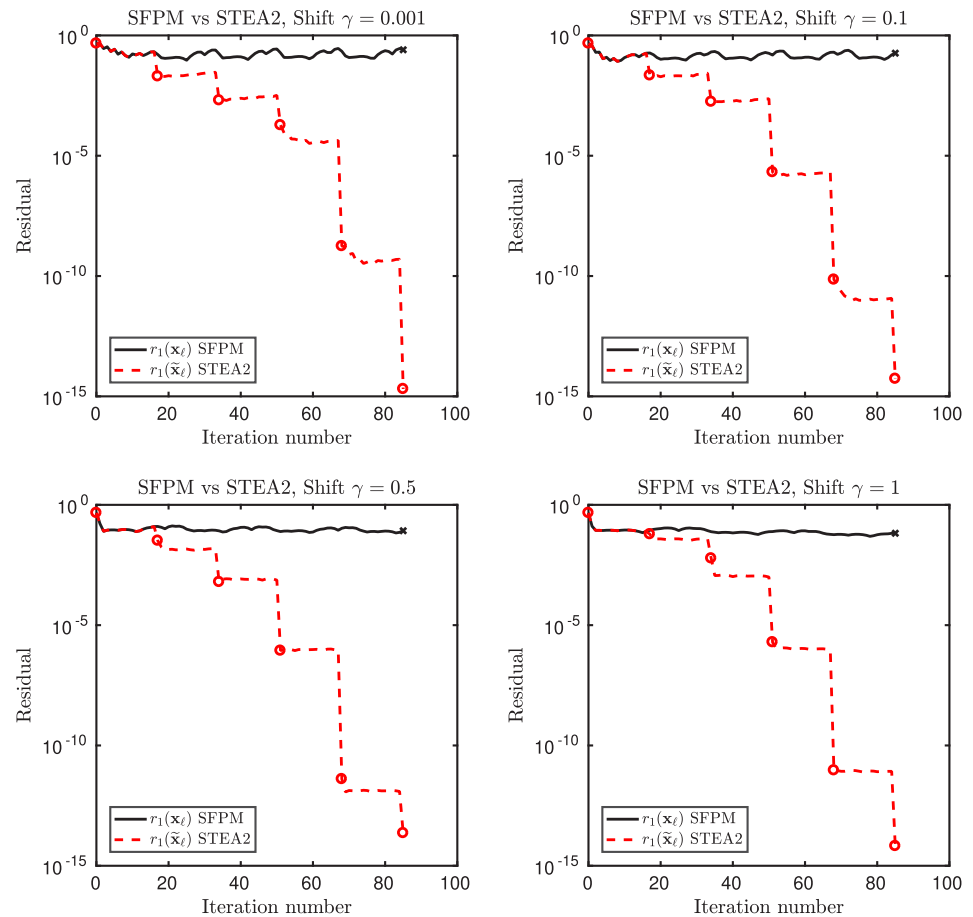 SFPM vs STEA2, Shift γ = 0.001
10^0
10^-5
10^-10
10^-15
Residual
r_1(x_ℓ) SFPM
r_1(x̃_ℓ) STEA2
0 20 40 60 80 100
Iteration number
SFPM vs STEA2, Shift γ = 0.1
10^0
10^-5
10^-10
10^-15
Residual
r_1(x_ℓ) SFPM
r_1(x̃_ℓ) STEA2
0 20 40 60 80 100
Iteration number
SFPM vs STEA2, Shift γ = 0.5
10^0
10^-5
10^-10
10^-15
Residual
r_1(x_ℓ) SFPM
r_1(x̃_ℓ) STEA2
0 20 40 60 80 100
Iteration number
SFPM vs STEA2, Shift γ = 1
10^0
10^-5
10^-10
10^-15
Residual
r_1(x_ℓ) SFPM
r_1(x̃_ℓ) STEA2
0 20 40 60 80 100
Iteration number